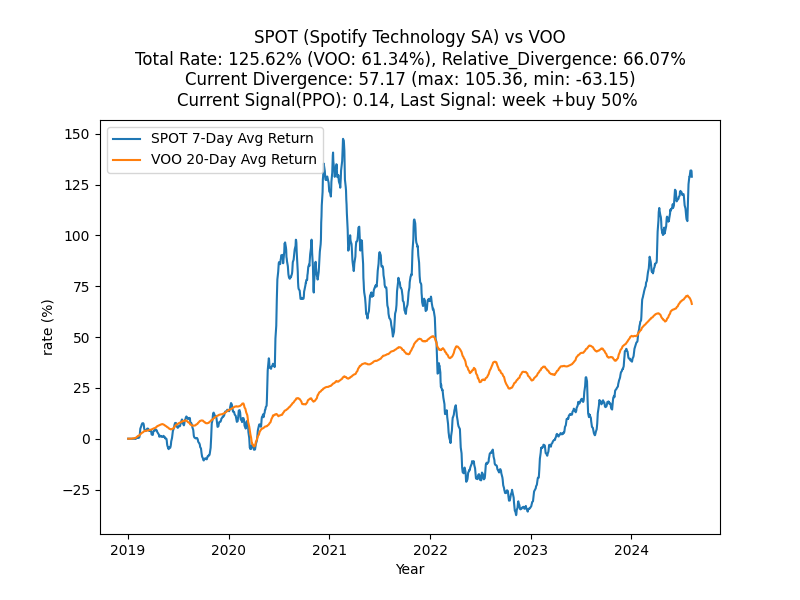 SPOT (Spotify Technology SA) vs VOO
Total Rate: 125.62% (VOO: 61.34%), Relative_Divergence: 66.07%
Current Divergence: 57.17 (max: 105.36, min: -63.15)
Current Signal(PPO): 0.14, Last Signal: week +buy 50%
SPOT 7-Day Avg Return
VOO 20-Day Avg Return
rate (%)
150
125
100
75
50
25
0
−25
2019
2020
2021
2022
2023
2024
Year